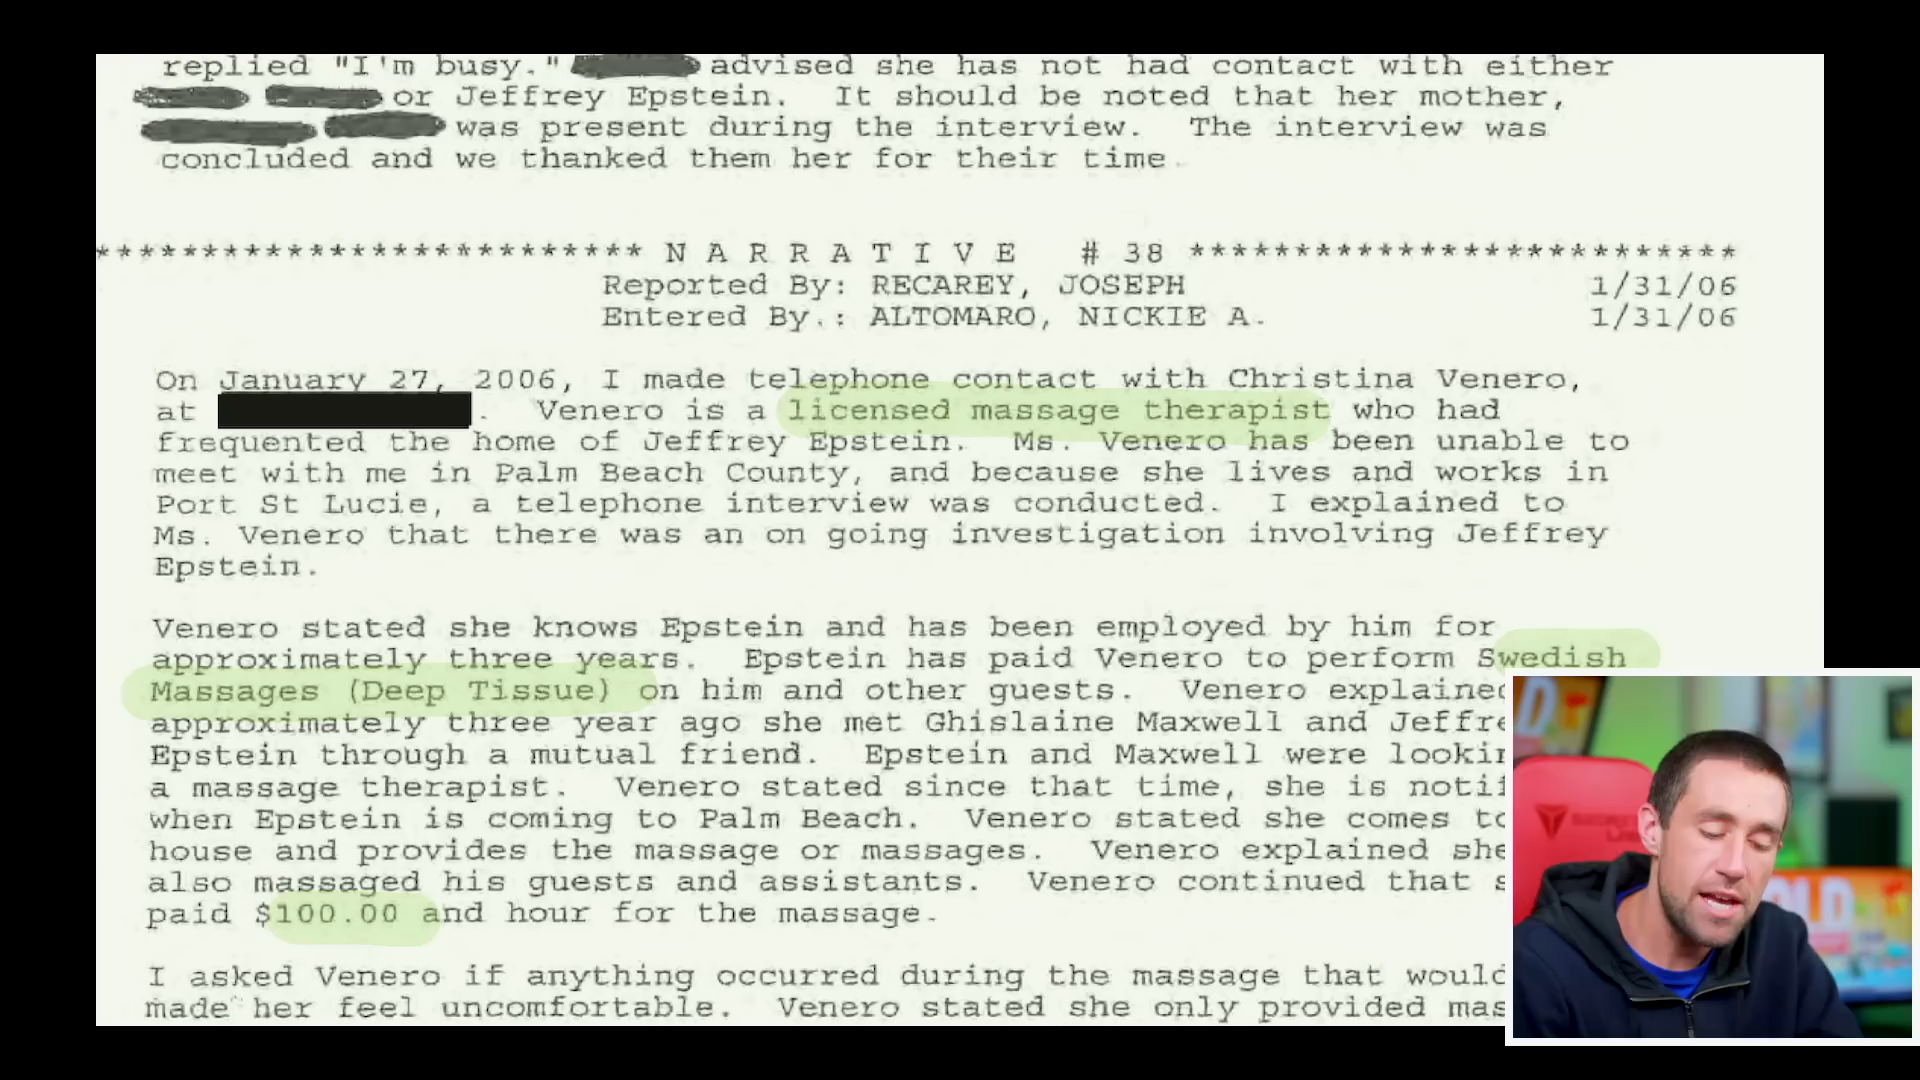 replied "I'm busy." advised she has not had contact with either
or Jeffrey Epstein. It should be noted that her mother,
was present during the interview. The interview was
concluded and we thanked them her for their time.
*************************** N A R R A T I V E # 38 ***************************
Reported By: RECAREY, JOSEPH 1/31/06
Entered By.: ALTOMARO, NICKIE A. 1/31/06
On January 27, 2006, I made telephone contact with Christina Venero,
at . Venero is a licensed massage therapist who had
frequented the home of Jeffrey Epstein. Ms. Venero has been unable to
meet with me in Palm Beach County, and because she lives and works in
Port St Lucie, a telephone interview was conducted. I explained to
Ms. Venero that there was an on going investigation involving Jeffrey
Epstein.
Venero stated she knows Epstein and has been employed by him for
approximately three years. Epstein has paid Venero to perform Swedish
Massages (Deep Tissue) on him and other guests. Venero explained
approximately three year ago she met Ghislaine Maxwell and Jeffre
Epstein through a mutual friend. Epstein and Maxwell were lookin
a massage therapist. Venero stated since that time, she is notif
when Epstein is coming to Palm Beach. Venero stated she comes to
house and provides the massage or massages. Venero explained she
also massaged his guests and assistants. Venero continued that s
paid $100.00 and hour for the massage.
I asked Venero if anything occurred during the massage that would
made her feel uncomfortable. Venero stated she only provided mas